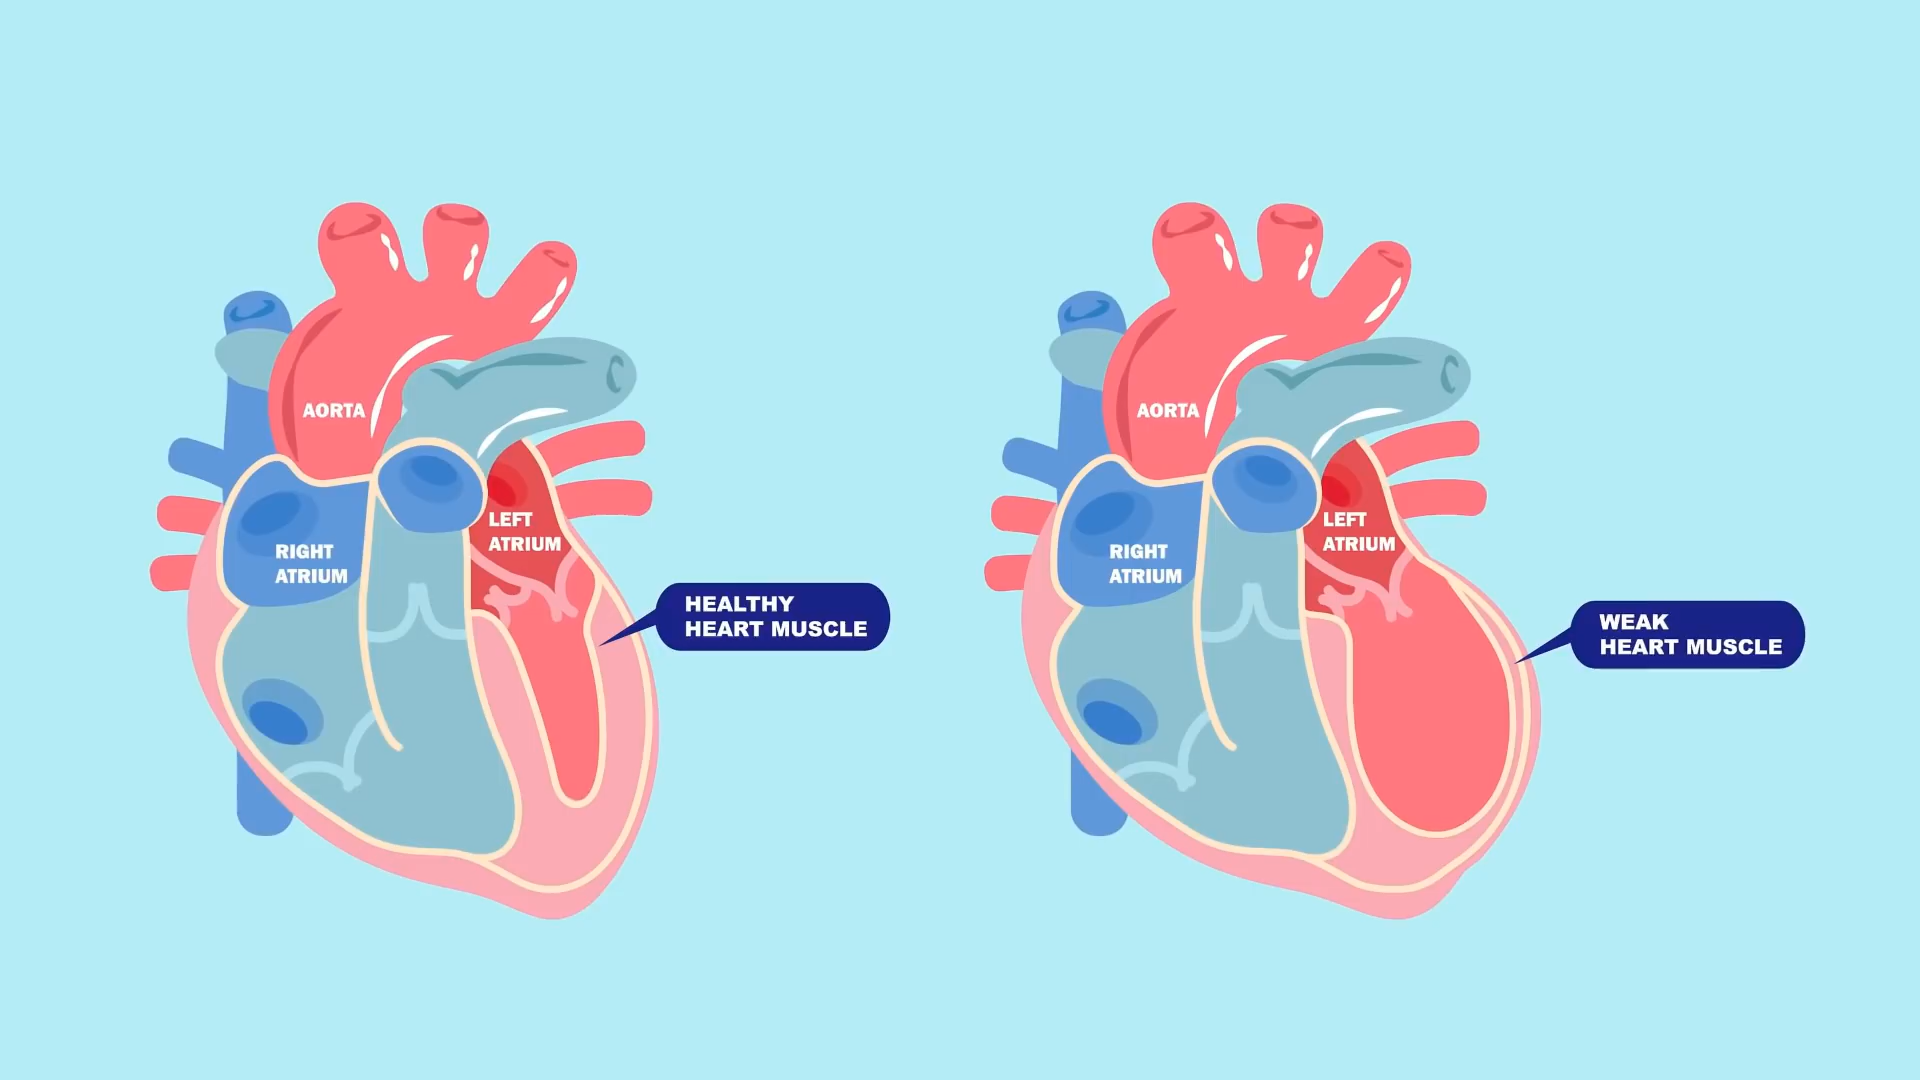 AORTA
RIGHT
ATRIUM
LEFT
ATRIUM
HEALTHY
HEART MUSCLE
AORTA
RIGHT
ATRIUM
LEFT
ATRIUM
WEAK
HEART MUSCLE